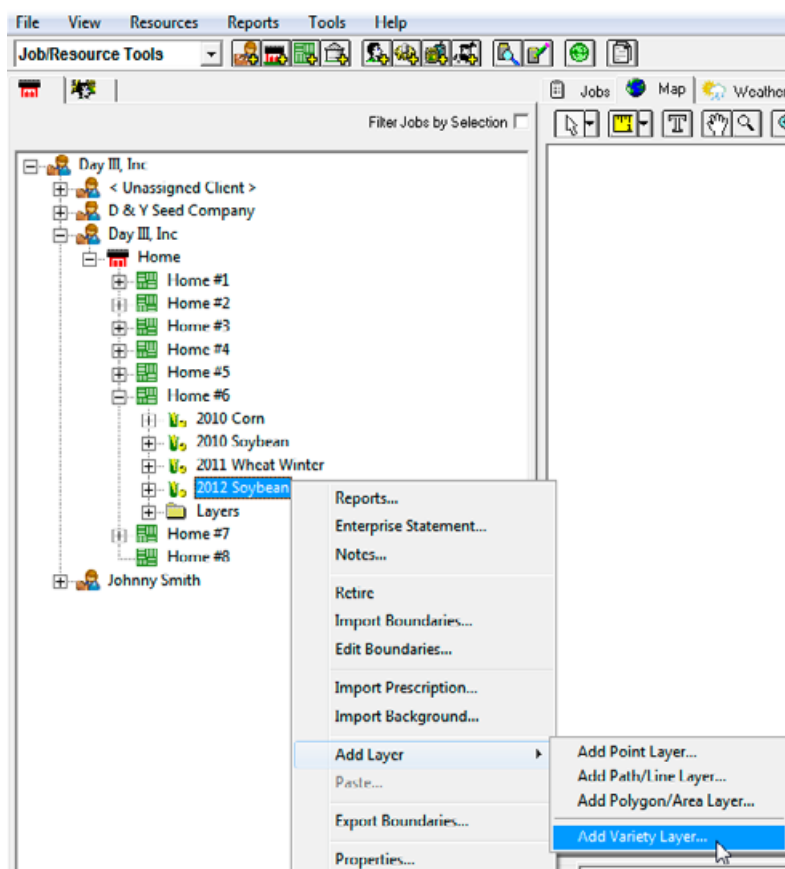 File View Resources Reports Tools Help
Job/Resource Tools
Jobs Map Weather
Filter Jobs by Selection
T
Day III, Inc
< Unassigned Client >
D & Y Seed Company
Day III, Inc
Home
Home #1
Home #2
Home #3
Home #4
Home #5
Home #6
2010 Corn
2010 Soybean
2011 Wheat Winter
2012 Soybean
Layers
Home #7
Home #8
Johnny Smith
Reports...
Enterprise Statement...
Notes...
Retire
Import Boundaries...
Edit Boundaries...
Import Prescription...
Import Background...
Add Layer
Paste...
Export Boundaries...
Properties...
Add Point Layer...
Add Path/Line Layer...
Add Polygon/Area Layer...
Add Variety Layer...